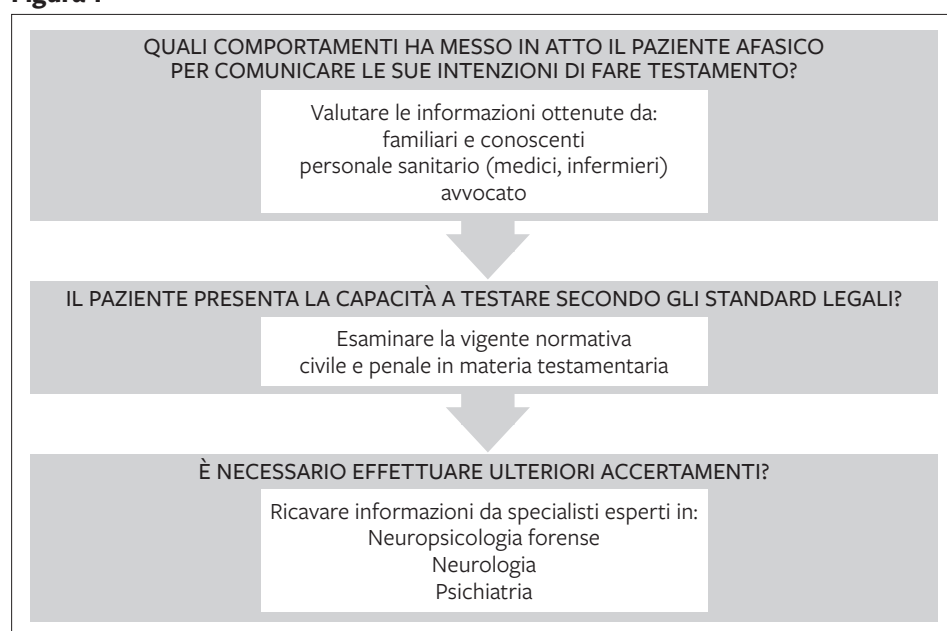 QUALI COMPORTAMENTI HA MESSO IN ATTO IL PAZIENTE AFASICO
PER COMUNICARE LE SUE INTENZIONI DI FARE TESTAMENTO?
Valutare le informazioni ottenute da:
familiari e conoscenti
personale sanitario (medici, infermieri)
avvocato
IL PAZIENTE PRESENTA LA CAPACITÀ A TESTARE SECONDO GLI STANDARD LEGALI?
Esaminare la vigente normativa
civile e penale in materia testamentaria
È NECESSARIO EFFETTUARE ULTERIORI ACCERTAMENTI?
Ricavare informazioni da specialisti esperti in:
Neuropsicologia forense
Neurologia
Psichiatria